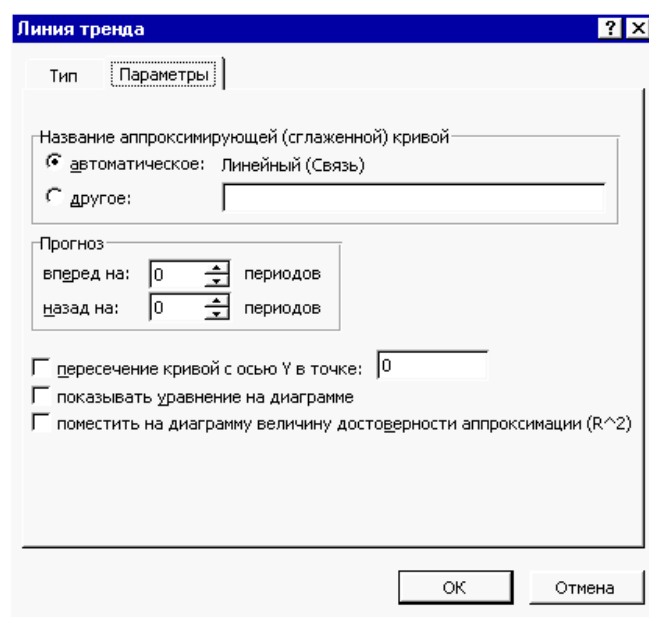 Линия тренда
Тип Параметры
Название аппроксимирующей (сглаженной) кривой
автоматическое: Линейный (Связь)
другое:
Прогноз
вперед на: 0 периодов
назад на: 0 периодов
пересечение кривой с осью Y в точке: 0
показывать уравнение на диаграмме
поместить на диаграмму величину достоверности аппроксимации (R^2)
ОК Отмена